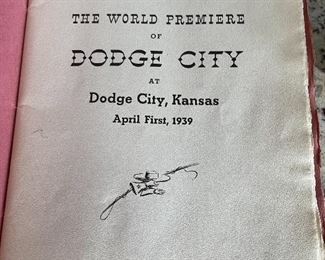 THE WORLD PREMIERE
OF
DODGE CITY
AT
Dodge City, Kansas
April First, 1939